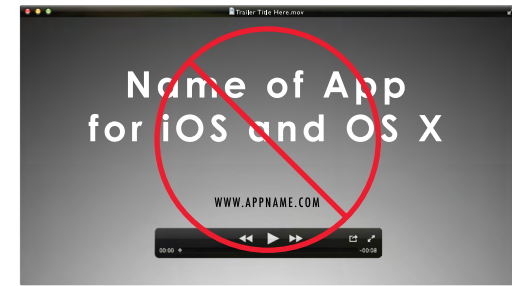 Trailer Title Here.mov
Name of App
for iOS and OS X
WWW.APPNAME.COM
00:00
-00:08